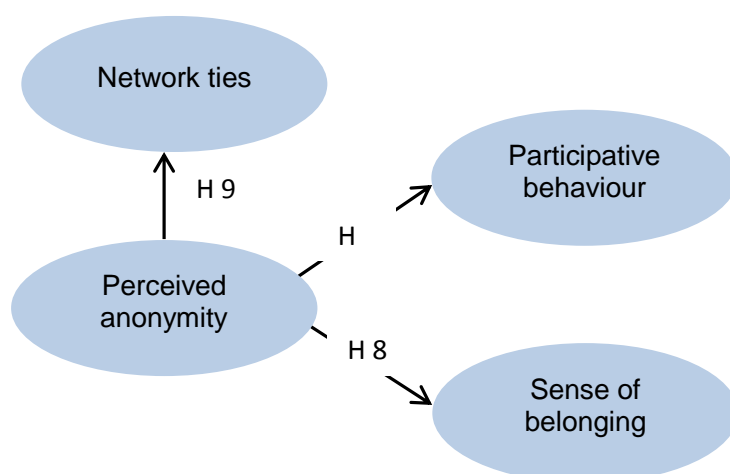 Network ties
Participative
behaviour
H 9
H
Perceived
anonymity
H 8
Sense of
belonging